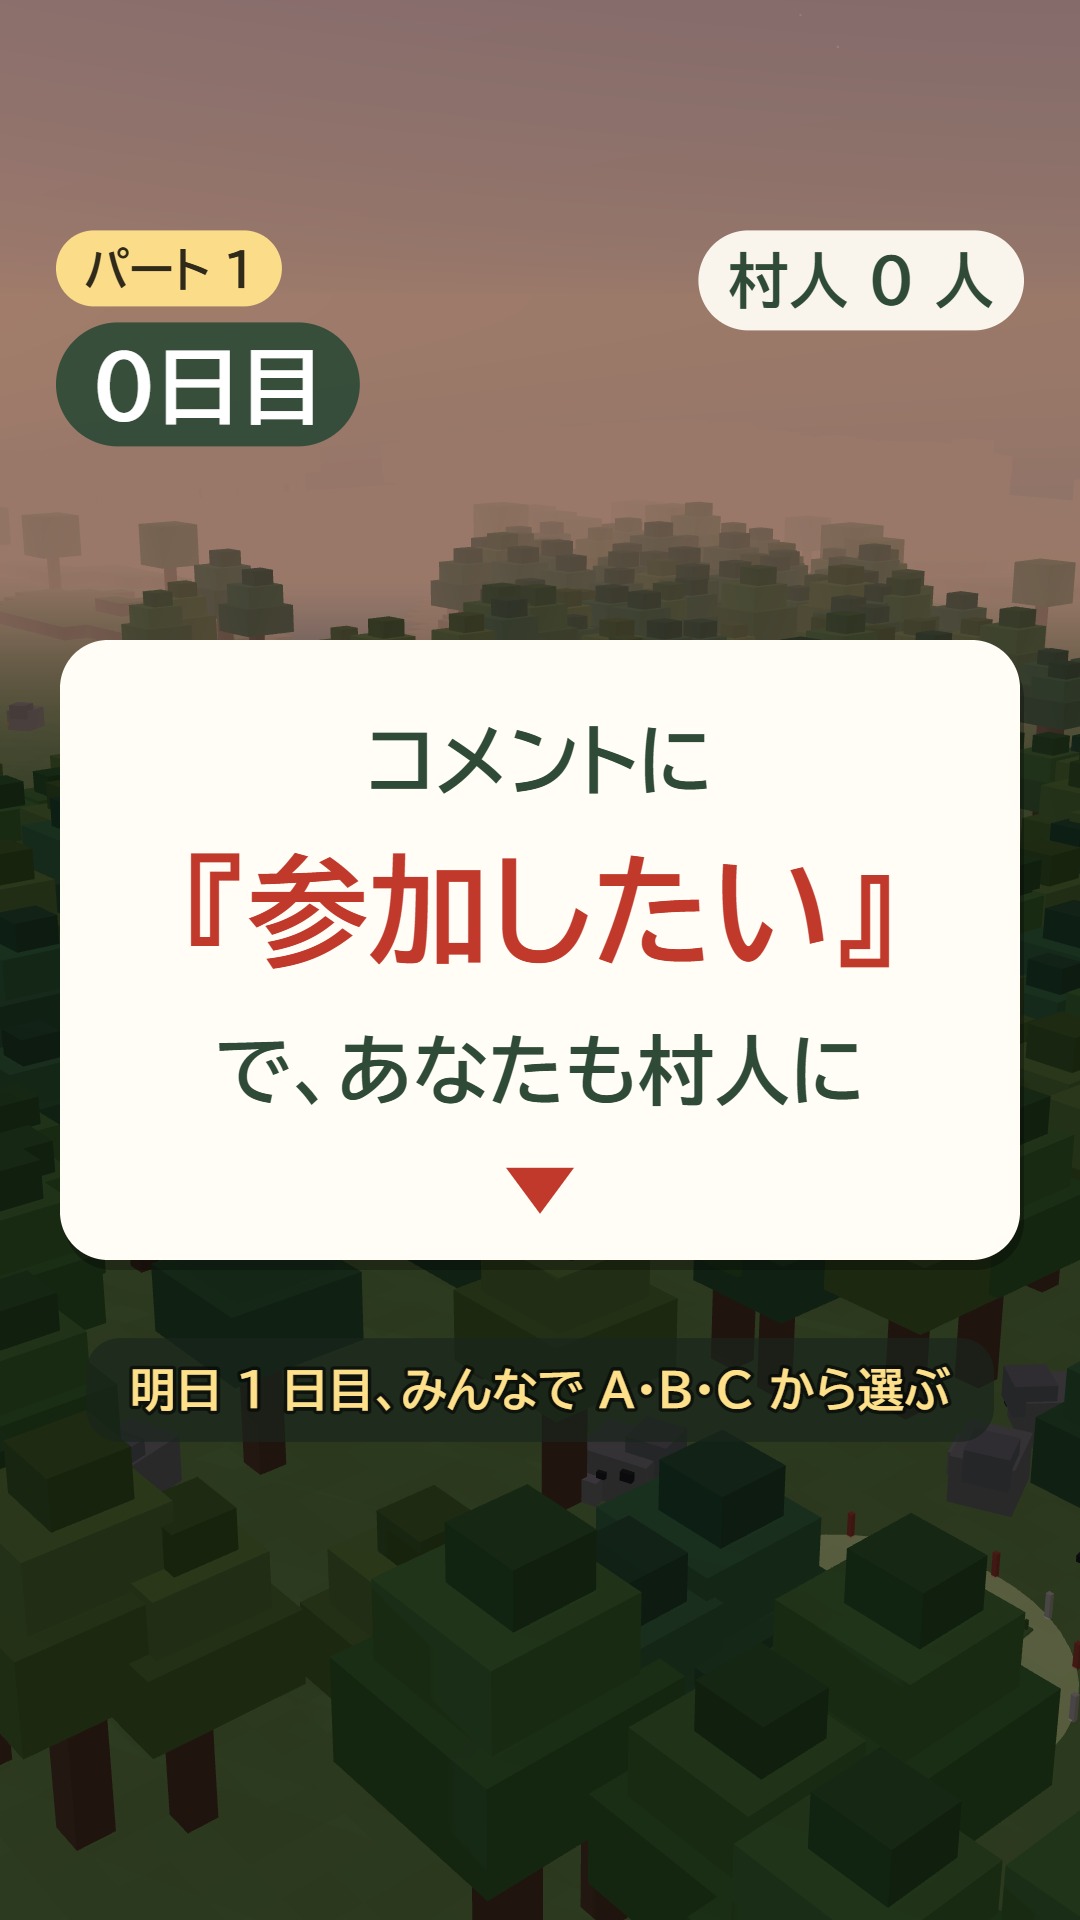 パート 1
0日目
村人 0 人
コメントに
『参加したい』
で、あなたも村人に
明日 1 日目、みんなで A・B・C から選ぶ